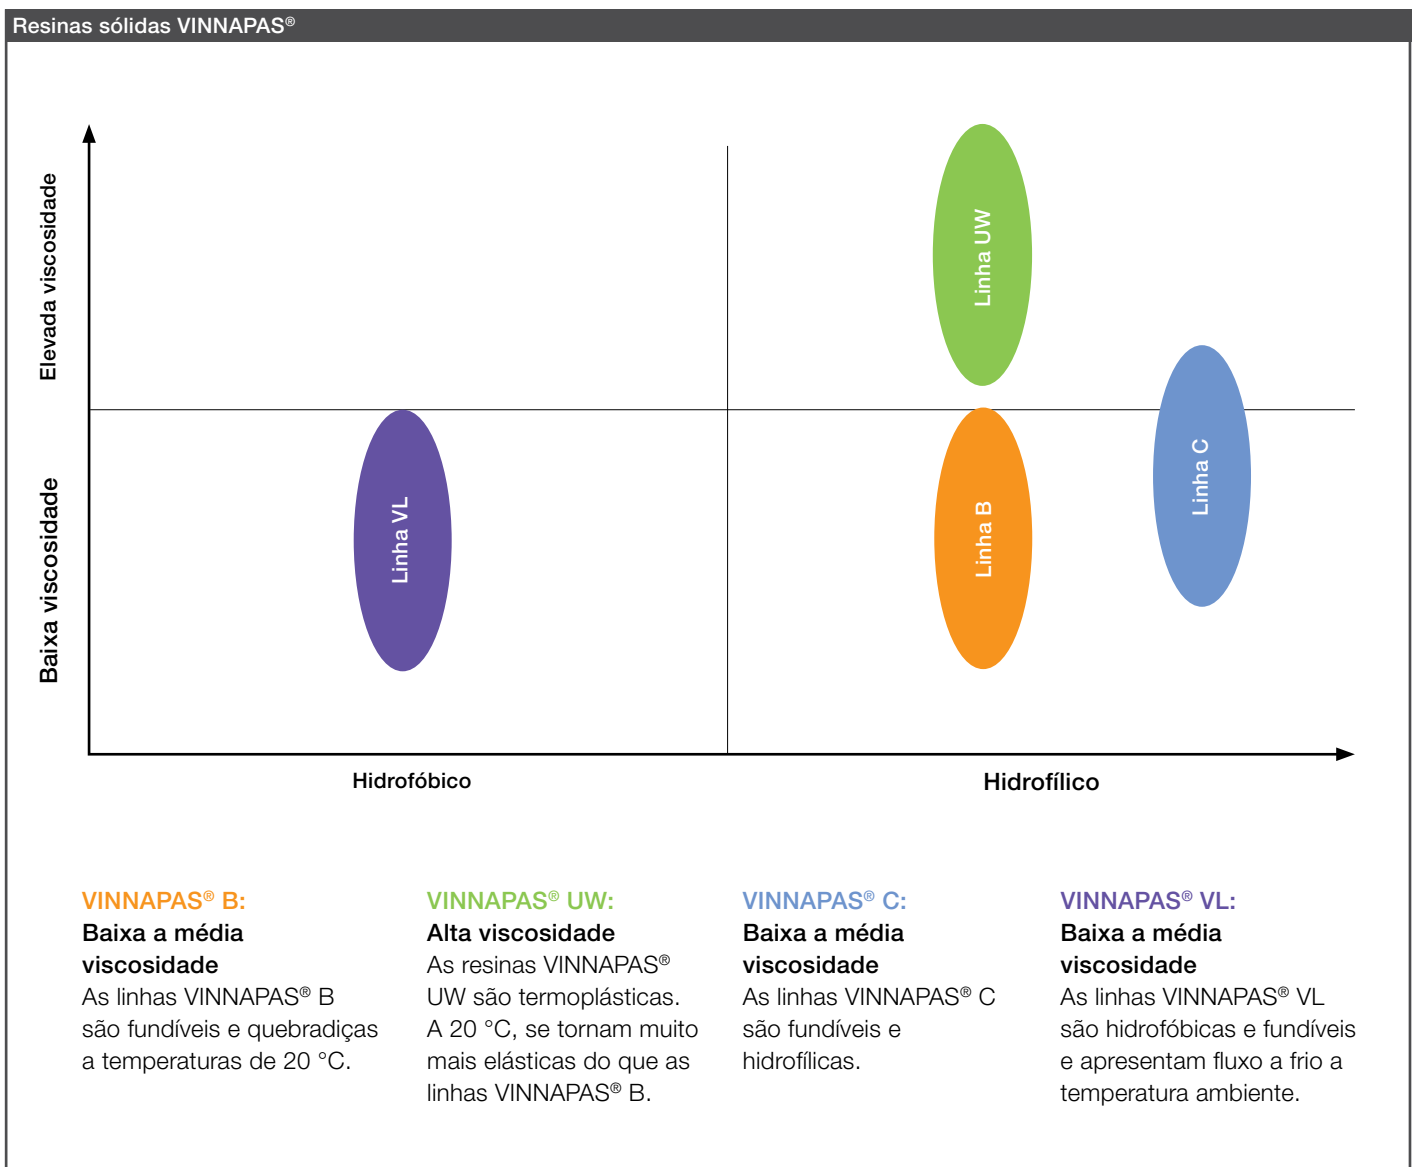 Resinas sólidas VINNAPAS®
Elevada viscosidade
Baixa viscosidade
Linha UW
Linha C
Linha VL
Linha B
Hidrofóbico
Hidrofílico
VINNAPAS® B:
Baixa a média
viscosidade
As linhas VINNAPAS® B
são fundíveis e quebradiças
a temperaturas de 20 °C.
VINNAPAS® UW:
Alta viscosidade
As resinas VINNAPAS®
UW são termoplásticas.
A 20 °C, se tornam muito
mais elásticas do que as
linhas VINNAPAS® B.
VINNAPAS® C:
Baixa a média
viscosidade
As linhas VINNAPAS® C
são fundíveis e
hidrofílicas.
VINNAPAS® VL:
Baixa a média
viscosidade
As linhas VINNAPAS® VL
são hidrofóbicas e fundíveis
e apresentam fluxo a frio a
temperatura ambiente.